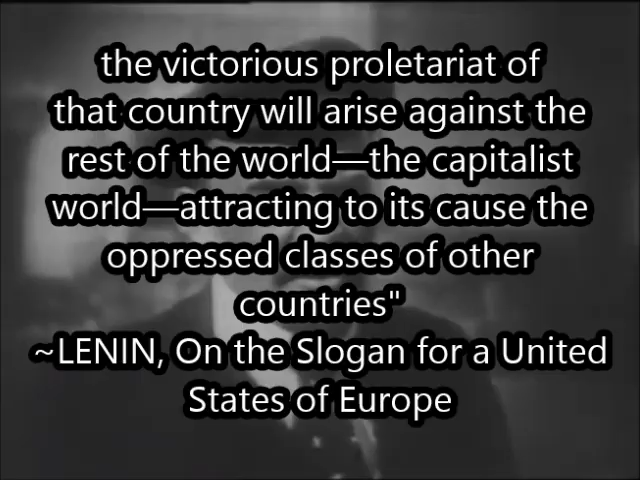 the victorious proletariat of
that country will arise against the
rest of the world—the capitalist
world—attracting to its cause the
oppressed classes of other
countries"
~LENIN, On the Slogan for a United
States of Europe